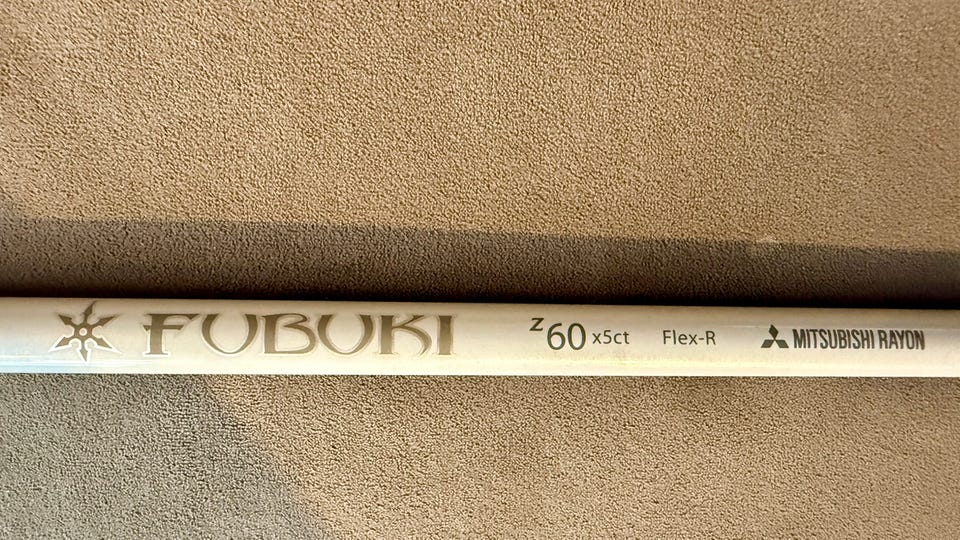 FUBUKI z60 x5ct Flex-R MITSUBISHI RAYON